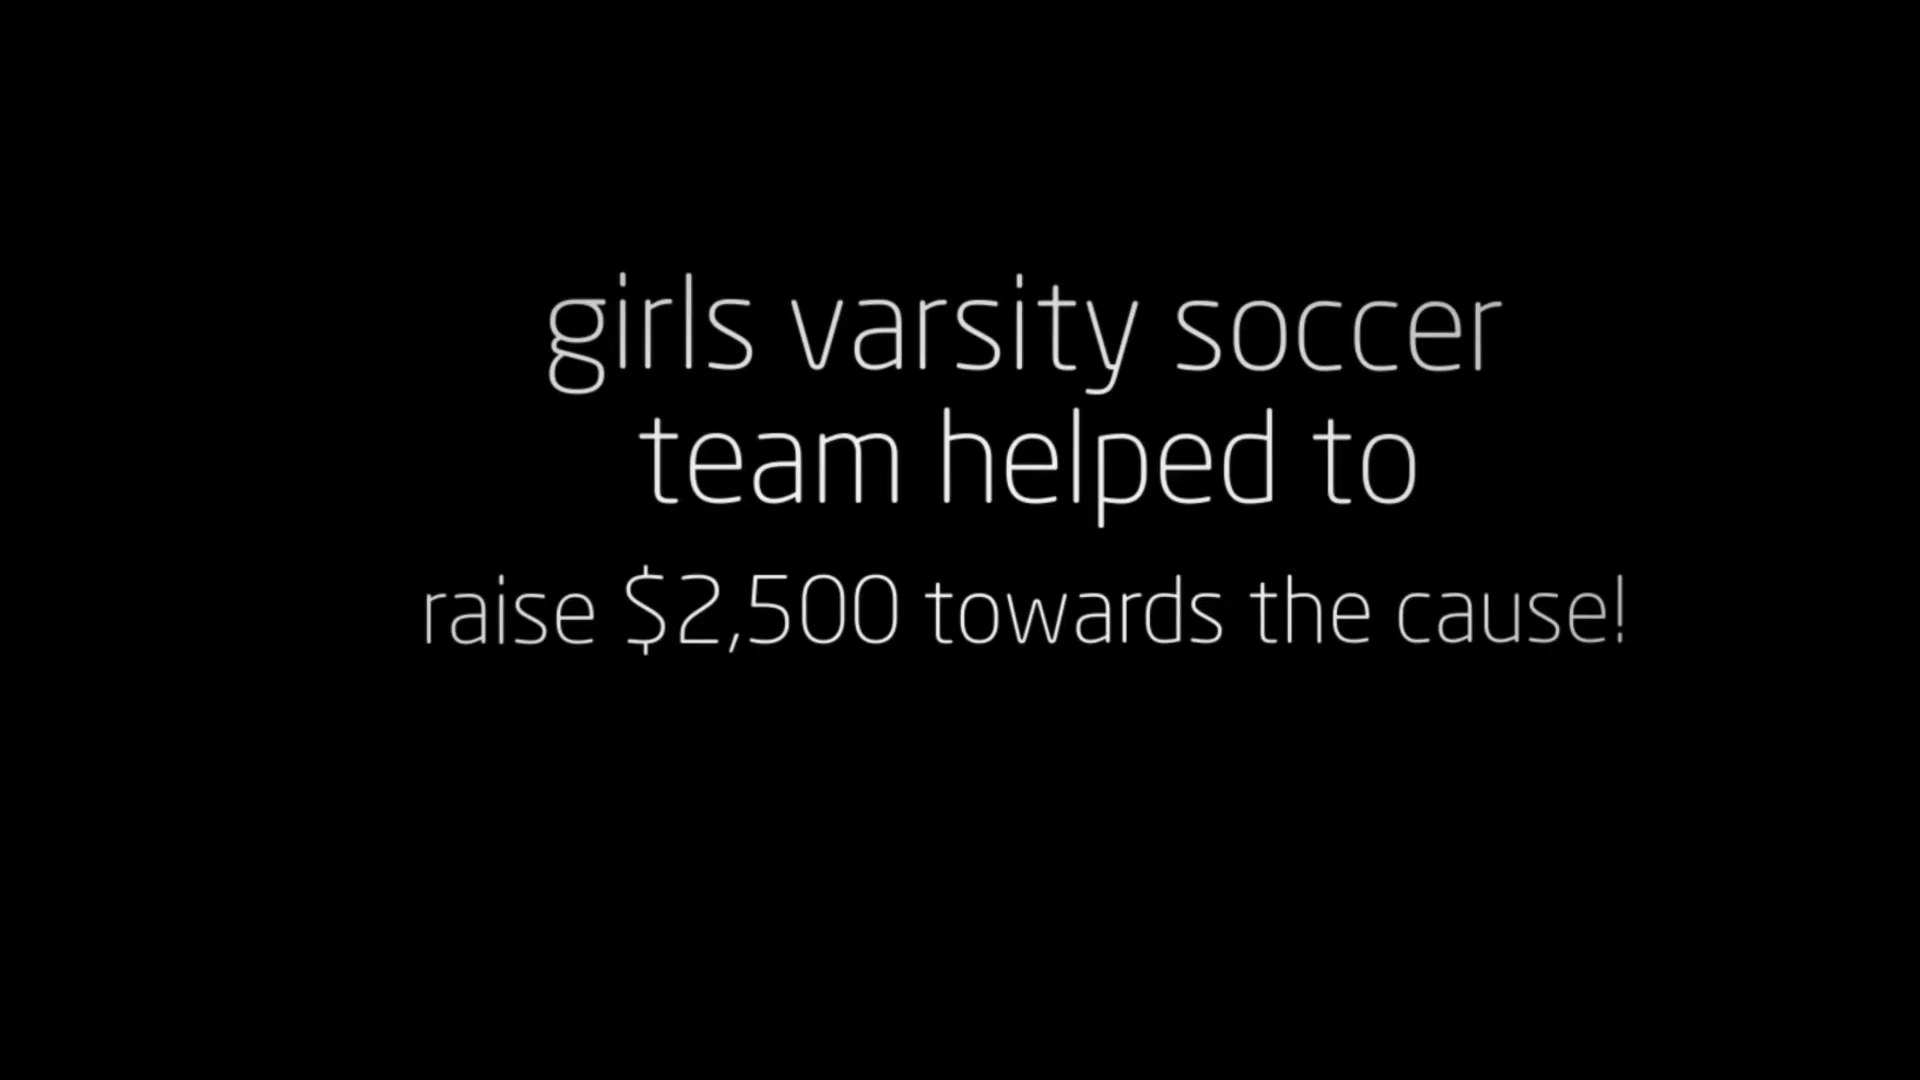 girls varsity soccer
team helped to
raise $2,500 towards the cause!